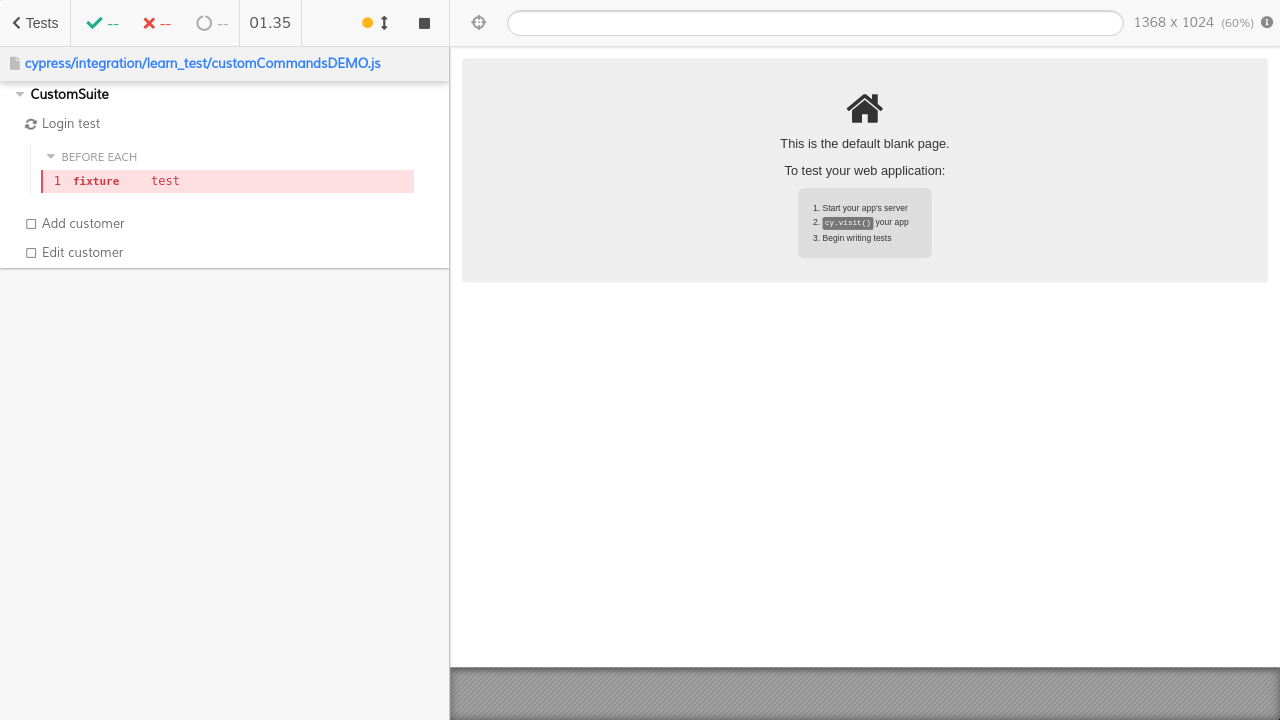 Tests
--
--
--
01.35
1368 x 1024 (60%)
cypress/integration/learn_test/customCommandsDEMO.js
CustomSuite
Login test
BEFORE EACH
1 fixture test
Add customer
Edit customer
This is the default blank page.
To test your web application:
1. Start your app's server
2. cy.visit() your app
3. Begin writing tests